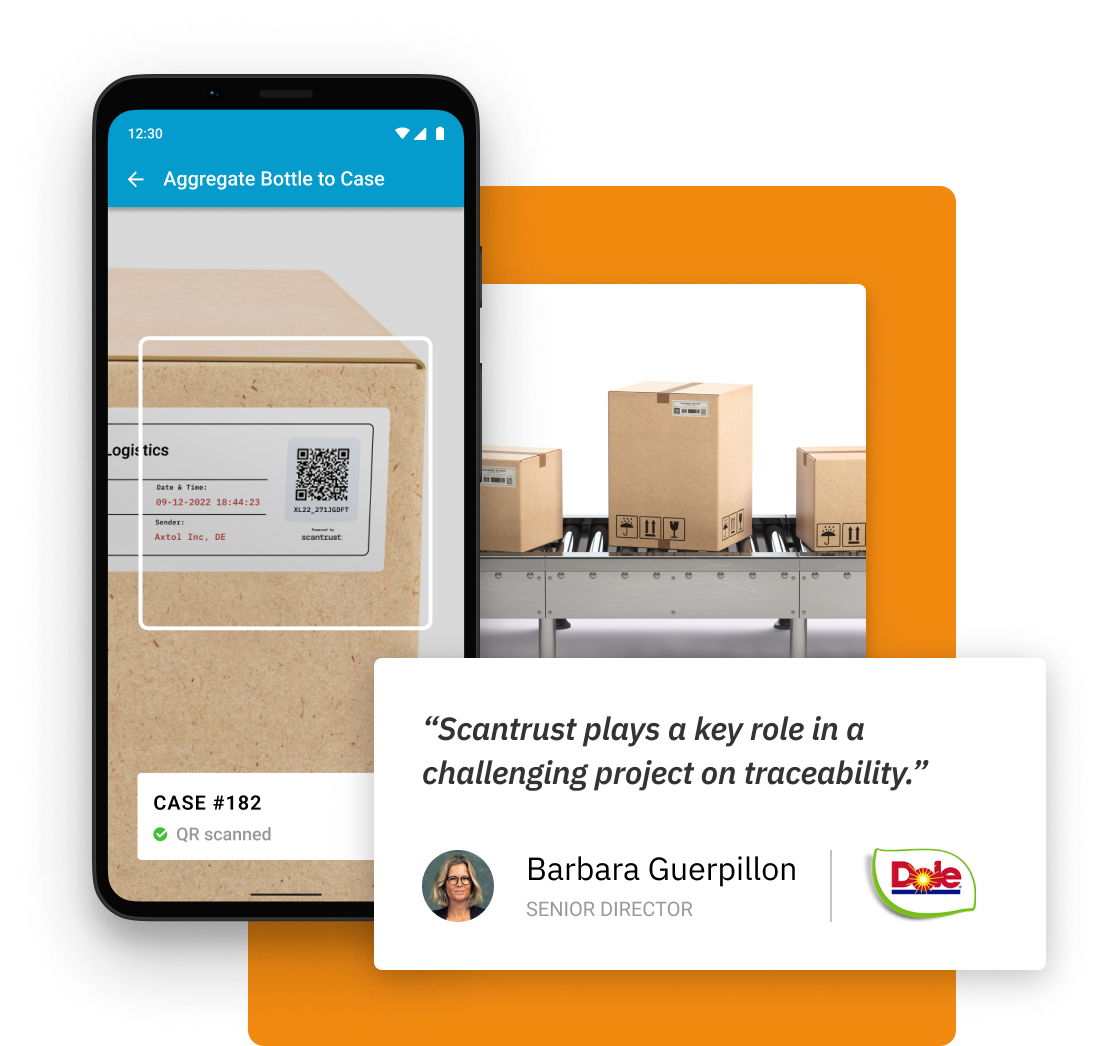 12:30
Aggregate Bottle to Case
Logistics
Date & Time:
09-12-2022 18:44:23
Sender:
Axtol Inc, DE
XL22_271JGDFT
Powered by
scantrust
CASE #182
QR scanned
“Scantrust plays a key role in a
challenging project on traceability.”
Barbara Guerpillon
SENIOR DIRECTOR
Dole